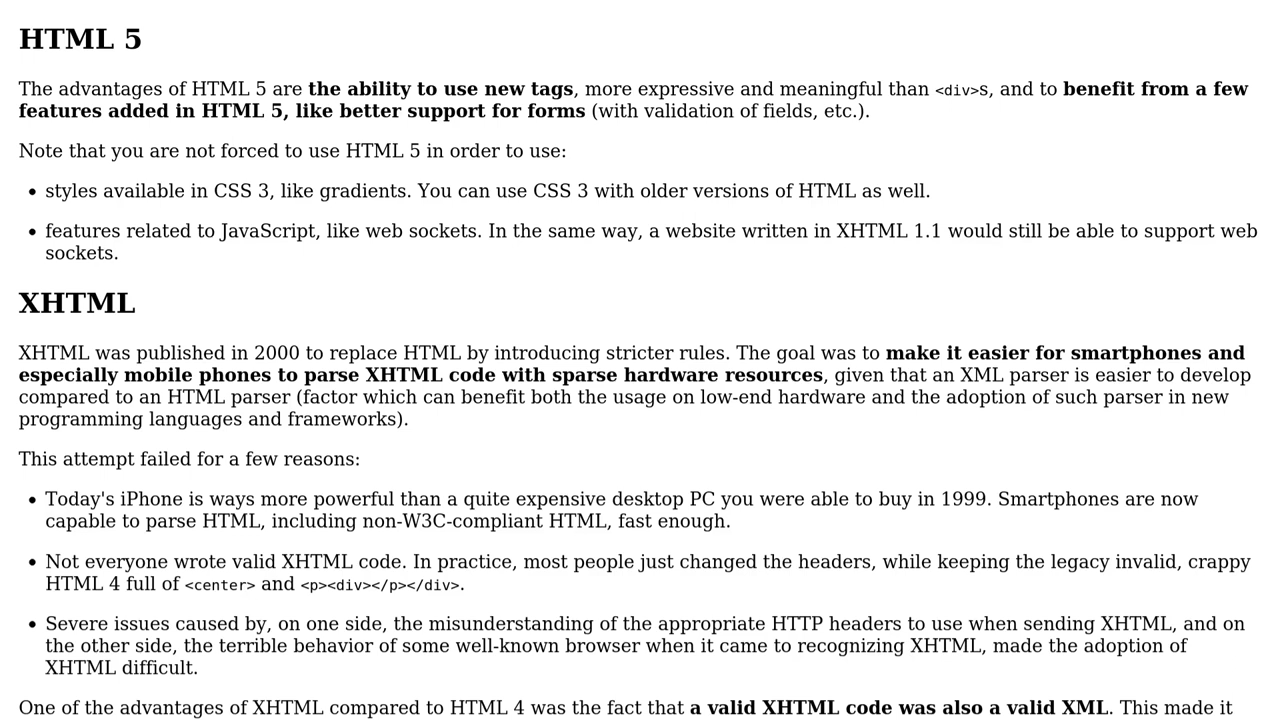 HTML 5
The advantages of HTML 5 are the ability to use new tags, more expressive and meaningful than <div>s, and to benefit from a few
features added in HTML 5, like better support for forms (with validation of fields, etc.).
Note that you are not forced to use HTML 5 in order to use:
• styles available in CSS 3, like gradients. You can use CSS 3 with older versions of HTML as well.
• features related to JavaScript, like web sockets. In the same way, a website written in XHTML 1.1 would still be able to support web
sockets.
XHTML
XHTML was published in 2000 to replace HTML by introducing stricter rules. The goal was to make it easier for smartphones and
especially mobile phones to parse XHTML code with sparse hardware resources, given that an XML parser is easier to develop
compared to an HTML parser (factor which can benefit both the usage on low-end hardware and the adoption of such parser in new
programming languages and frameworks).
This attempt failed for a few reasons:
• Today's iPhone is ways more powerful than a quite expensive desktop PC you were able to buy in 1999. Smartphones are now
capable to parse HTML, including non-W3C-compliant HTML, fast enough.
• Not everyone wrote valid XHTML code. In practice, most people just changed the headers, while keeping the legacy invalid, crappy
HTML 4 full of <center> and <p><div></p></div>.
• Severe issues caused by, on one side, the misunderstanding of the appropriate HTTP headers to use when sending XHTML, and on
the other side, the terrible behavior of some well-known browser when it came to recognizing XHTML, made the adoption of
XHTML difficult.
One of the advantages of XHTML compared to HTML 4 was the fact that a valid XHTML code was also a valid XML. This made it